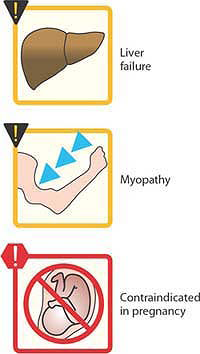 !
Liver
failure
!
Myopathy
!
Contraindicated
in pregnancy